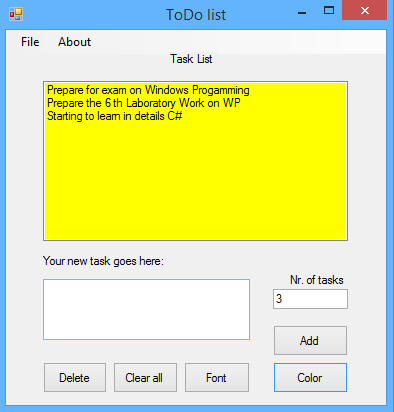 ToDo list
File About
Task List
Prepare for exam on Windows Progamming
Prepare the 6th Laboratory Work on WP
Starting to learn in details C#
Your new task goes here:
Nr. of tasks
3
Add
Delete Clear all Font Color